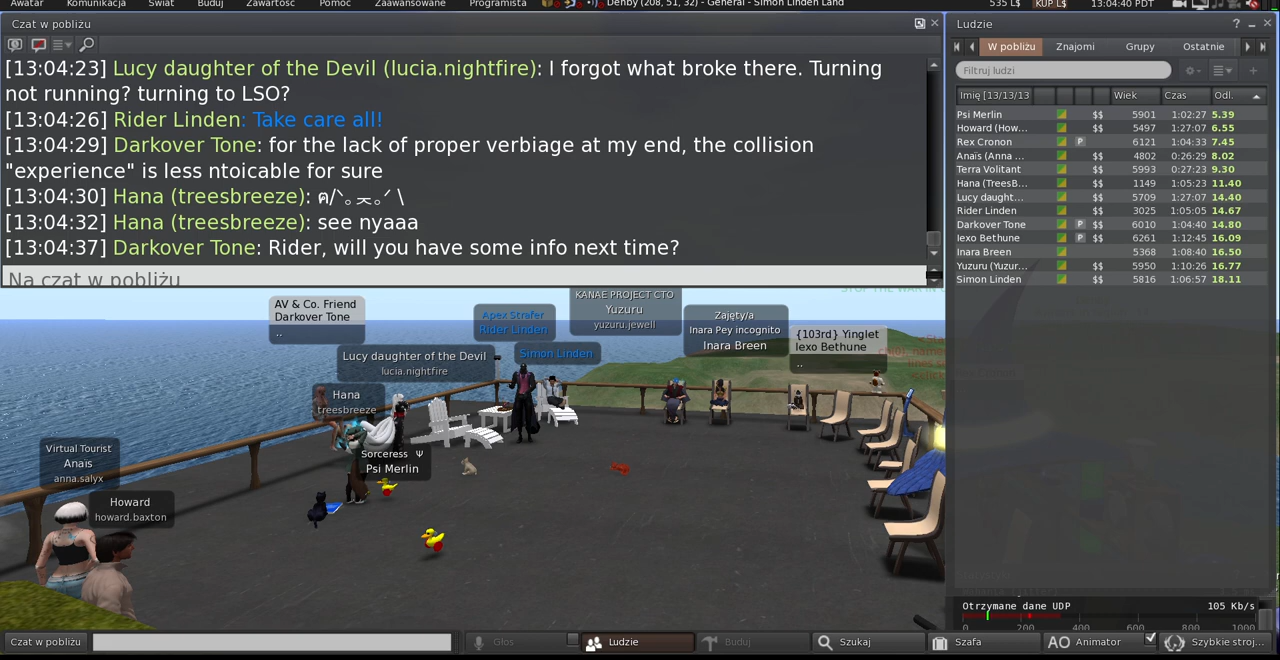 Awatar Komunikacja Świat Buduj Zawartość Pomoc Zaawansowane Programista Denby (208, 51, 32) - General - Simon Linden Land 535 L$ KUP L$ 13:04:40 PDT
Czat w pobliżu
[13:04:23] Lucy daughter of the Devil (lucia.nightfire): I forgot what broke there. Turning
not running? turning to LSO?
[13:04:26] Rider Linden: Take care all!
[13:04:29] Darkover Tone: for the lack of proper verbiage at my end, the collision
"experience" is less ntoicable for sure
[13:04:30] Hana (treesbreeze): ฅ/ᐠ｡ﻌ｡ᐟ\
[13:04:32] Hana (treesbreeze): see nyaaa
[13:04:37] Darkover Tone: Rider, will you have some info next time?
Na czat w pobliżu
Ludzie
W pobliżu Znajomi Grupy Ostatnie
Filtruj ludzi
Imię [13/13/13 Wiek Czas Odl.
Psi Merlin $$ 5901 1:02:27 5.39
Howard (How... $$ 5497 1:27:07 6.55
Rex Cronon P 6121 1:04:33 7.45
Anaïs (Anna ... $$ 4802 0:26:29 8.02
Terra Volitant $$ 5993 0:27:23 9.30
Hana (TreesB... $$ 1149 1:05:23 11.40
Lucy daught... $$ 5709 1:27:07 14.40
Rider Linden $$ 3025 1:05:05 14.67
Darkover Tone P $$ 6010 1:04:40 14.80
Iexo Bethune P $$ 6261 1:12:45 16.09
Inara Breen 5368 1:08:40 16.50
Yuzuru (Yuzur... $$ 5950 1:10:26 16.77
Simon Linden $$ 5816 1:06:57 18.11
AV & Co. Friend
Darkover Tone
..
Apex Strafer
Rider Linden
KANAE PROJECT CTO
Yuzuru
yuzuru.jewell
Zajęty/a
Inara Pey incognito
Inara Breen
{103rd} Yinglet
Iexo Bethune
..
Lucy daughter of the Devil
lucia.nightfire
Simon Linden
Hana
treesbreeze
Sorceress Ψ
Psi Merlin
Virtual Tourist
Anaïs
anna.salyx
Howard
howard.baxton
Otrzymane dane UDP 105 Kb/s
0 200 400 600 800 1000
Czat w pobliżu Głos Ludzie Buduj Szukaj Szafa AO Animator Szybkie stroj...